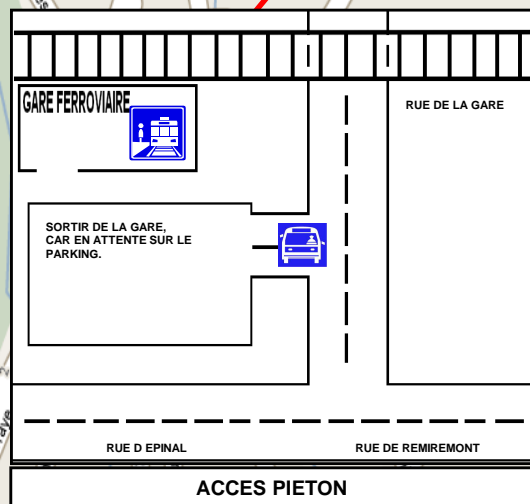 GARE FERROVIAIRE
RUE DE LA GARE
SORTIR DE LA GARE,
CAR EN ATTENTE SUR LE
PARKING.
RUE D EPINAL
RUE DE REMIREMONT
ACCES PIETON